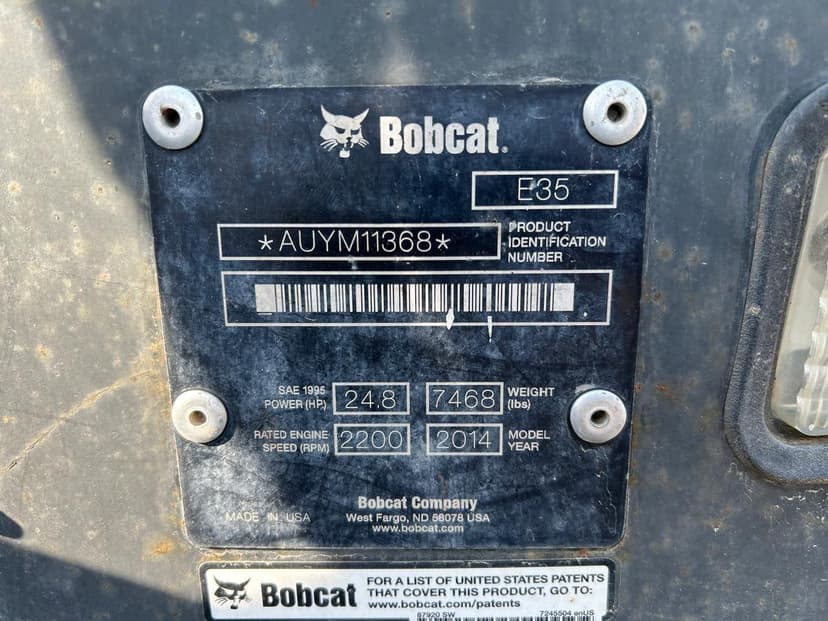 Bobcat.
E35
*AUYM11368*
PRODUCT
IDENTIFICATION
NUMBER
SAE 1995
POWER (HP)
24.8
7468
WEIGHT
(lbs)
RATED ENGINE
SPEED (RPM)
2200
2014
MODEL
YEAR
Bobcat Company
MADE IN USA
West Fargo, ND 58078 USA
www.bobcat.com
Bobcat
FOR A LIST OF UNITED STATES PATENTS
THAT COVER THIS PRODUCT, GO TO:
www.bobcat.com/patents
87920 SW
7245504 enUS